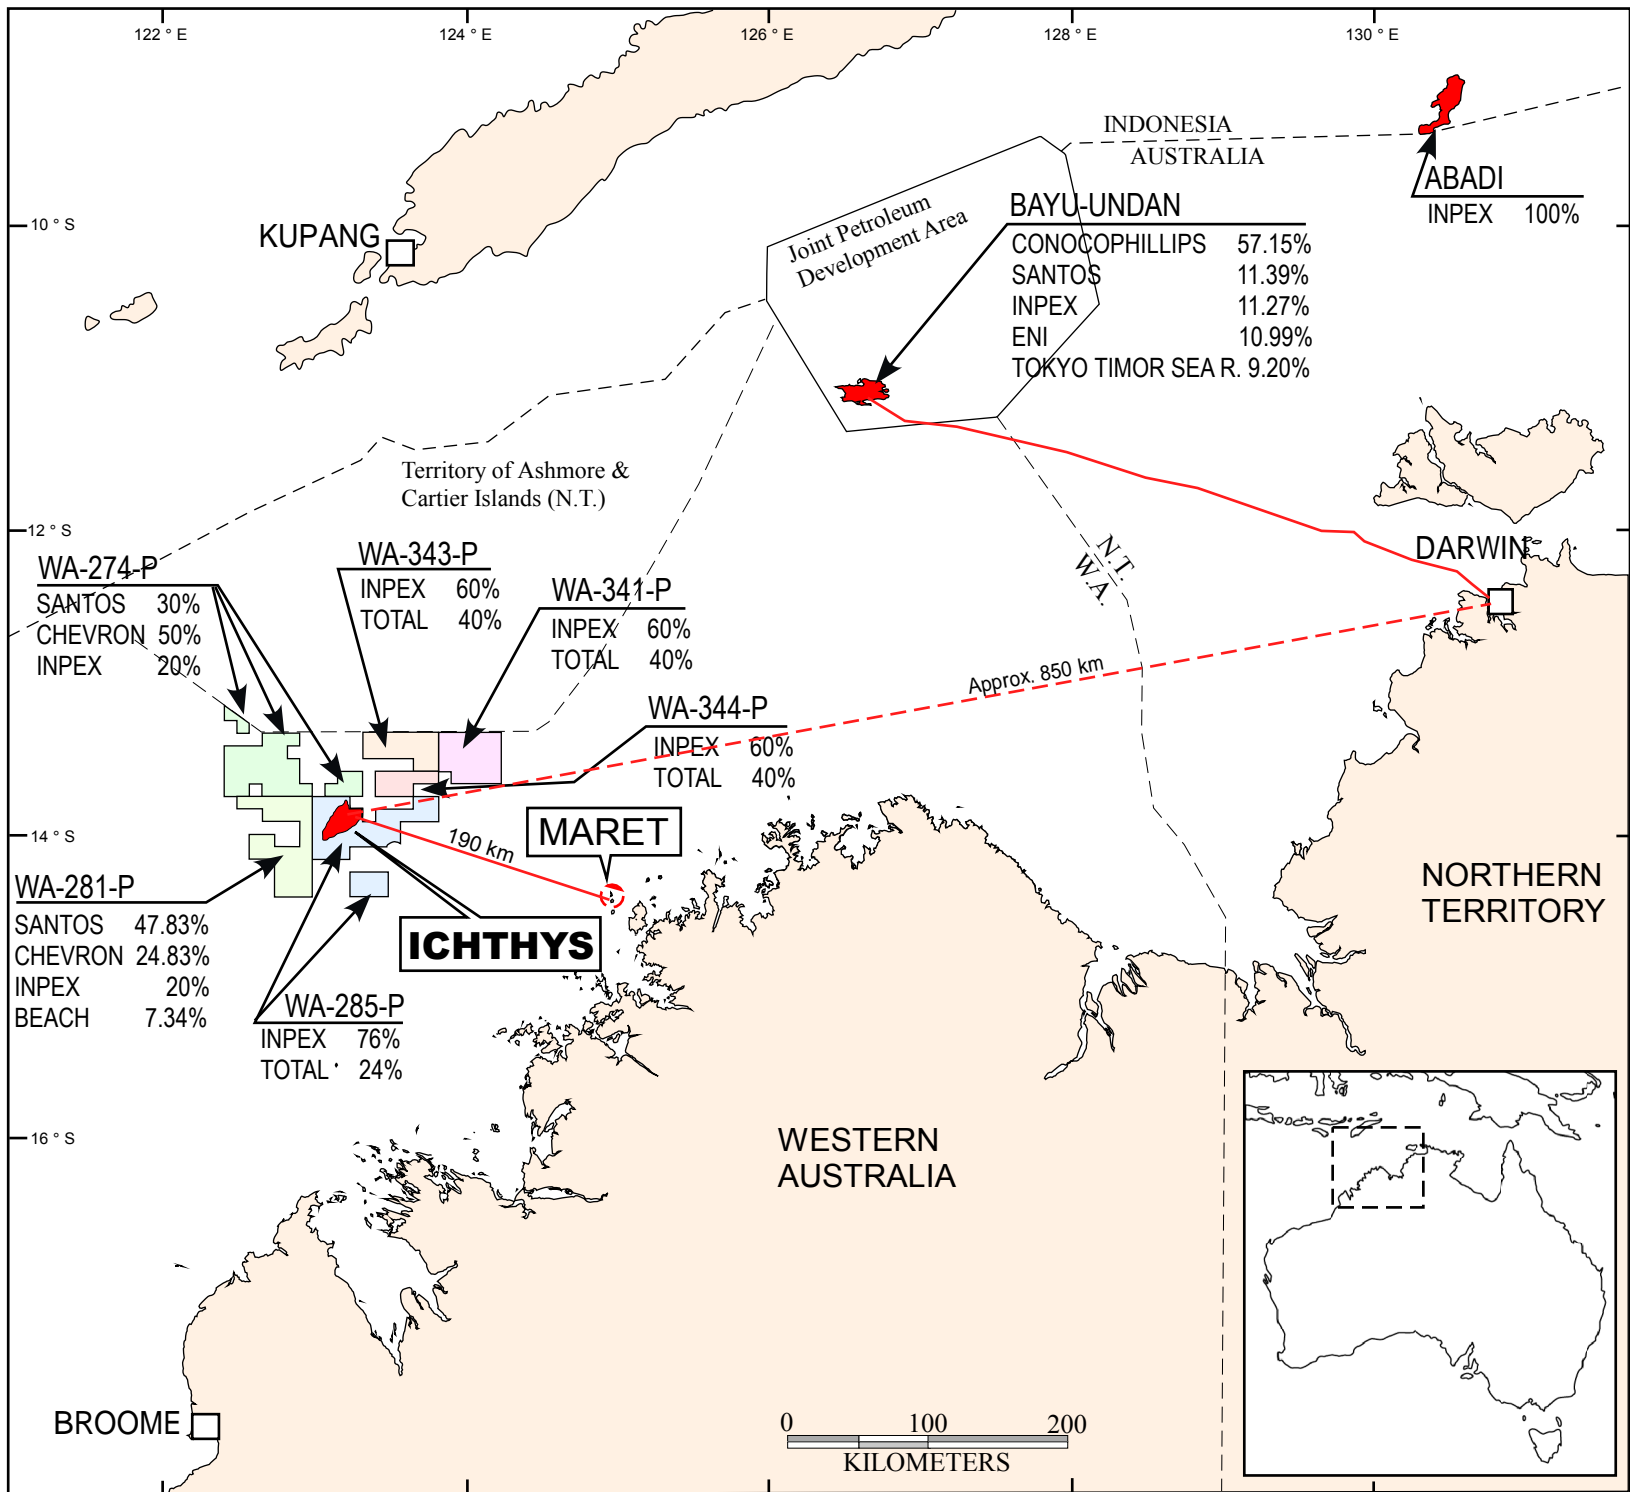 122 ° E
124 ° E
126 ° E
128 ° E
130 ° E
INDONESIA
AUSTRALIA
ABADI
INPEX 100%
10 ° S
KUPANG
Joint Petroleum
Development Area
BAYU-UNDAN
CONOCOPHILLIPS 57.15%
SANTOS 11.39%
INPEX 11.27%
ENI 10.99%
TOKYO TIMOR SEA R. 9.20%
Territory of Ashmore &
Cartier Islands (N.T.)
12 ° S
N.T.
W.A.
DARWIN
WA-274-P
SANTOS 30%
CHEVRON 50%
INPEX 20%
WA-343-P
INPEX 60%
TOTAL 40%
WA-341-P
INPEX 60%
TOTAL 40%
WA-344-P
INPEX 60%
TOTAL 40%
Approx. 850 km
14 ° S
190 km
MARET
ICHTHYS
WA-281-P
SANTOS 47.83%
CHEVRON 24.83%
INPEX 20%
BEACH 7.34%
WA-285-P
INPEX 76%
TOTAL 24%
NORTHERN
TERRITORY
16 ° S
WESTERN
AUSTRALIA
BROOME
0 100 200
KILOMETERS